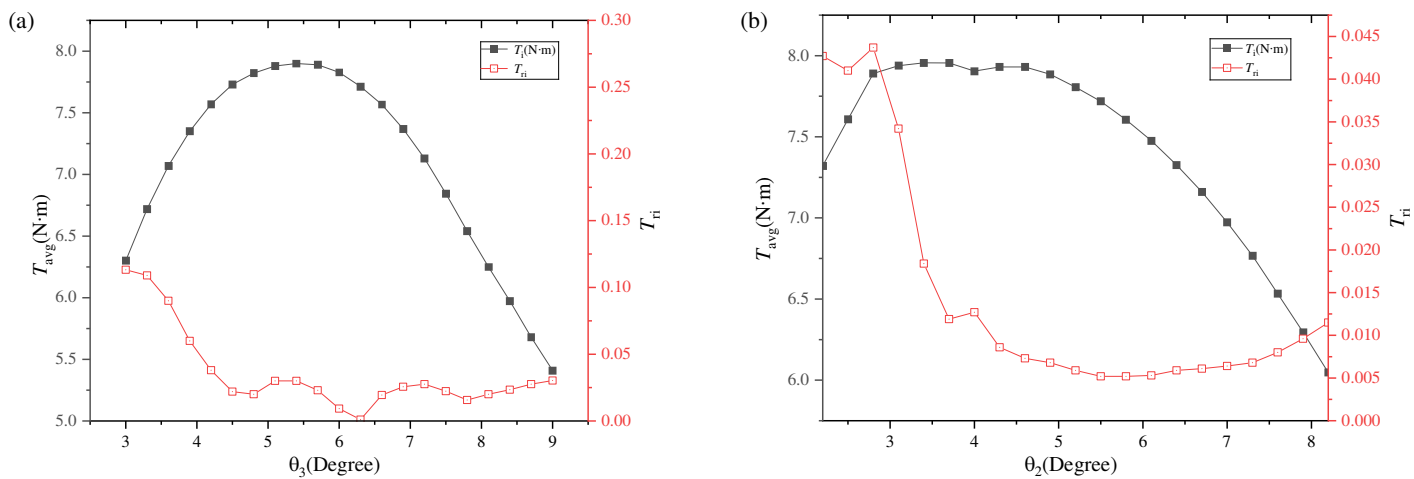 (a)
T_avg(N·m)
8.0
7.5
7.0
6.5
6.0
5.5
5.0
3 4 5 6 7 8 9
θ₃(Degree)
0.30
0.25
0.20
0.15
0.10
0.05
0.00
T_ri
T_i(N·m)
T_ri
(b)
T_avg(N·m)
8.0
7.5
7.0
6.5
6.0
3 4 5 6 7 8
θ₂(Degree)
0.045
0.040
0.035
0.030
0.025
0.020
0.015
0.010
0.005
0.000
T_ri
T_i(N·m)
T_ri